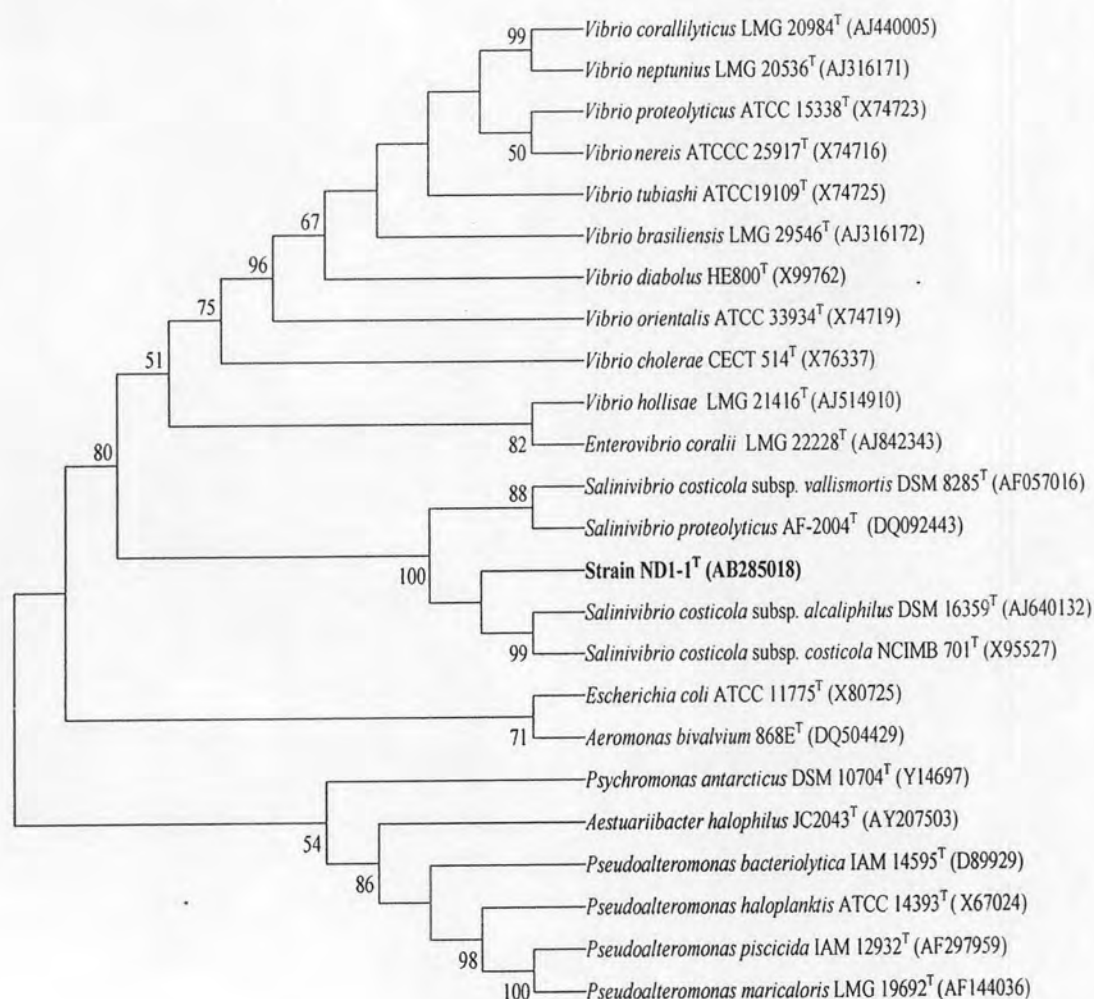 99
Vibrio corallilyticus LMG 20984T (AJ440005)
Vibrio neptunius LMG 20536T (AJ316171)
Vibrio proteolyticus ATCC 15338T (X74723)
50
Vibrio nereis ATCCC 25917T (X74716)
Vibrio tubiashi ATCC19109T (X74725)
67
Vibrio brasiliensis LMG 29546T (AJ316172)
96
Vibrio diabolus HE800T (X99762)
75
Vibrio orientalis ATCC 33934T (X74719)
51
Vibrio cholerae CECT 514T (X76337)
Vibrio hollisae LMG 21416T (AJ514910)
82
Enterovibrio coralii LMG 22228T (AJ842343)
80
88
Salinivibrio costicola subsp. vallismortis DSM 8285T (AF057016)
Salinivibrio proteolyticus AF-2004T (DQ092443)
100
Strain ND1-1T (AB285018)
Salinivibrio costicola subsp. alcaliphilus DSM 16359T (AJ640132)
99
Salinivibrio costicola subsp. costicola NCIMB 701T (X95527)
Escherichia coli ATCC 11775T (X80725)
71
Aeromonas bivalvium 868ET (DQ504429)
Psychromonas antarcticus DSM 10704T (Y14697)
54
Aestuariibacter halophilus JC2043T (AY207503)
86
Pseudoalteromonas bacteriolytica IAM 14595T (D89929)
Pseudoalteromonas haloplanktis ATCC 14393T ( X67024)
98
Pseudoalteromonas piscicida IAM 12932T (AF297959)
100
Pseudoalteromonas maricaloris LMG 19692T (AF144036)